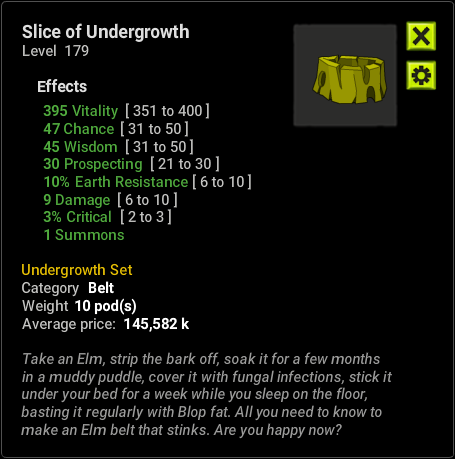 Slice of Undergrowth
Level 179
Effects
395 Vitality [ 351 to 400 ]
47 Chance [ 31 to 50 ]
45 Wisdom [ 31 to 50 ]
30 Prospecting [ 21 to 30 ]
10% Earth Resistance [ 6 to 10 ]
9 Damage [ 6 to 10 ]
3% Critical [ 2 to 3 ]
1 Summons
Undergrowth Set
Category Belt
Weight 10 pod(s)
Average price: 145,582 k
Take an Elm, strip the bark off, soak it for a few months
in a muddy puddle, cover it with fungal infections, stick it
under your bed for a week while you sleep on the floor,
basting it regularly with Blop fat. All you need to know to
make an Elm belt that stinks. Are you happy now?